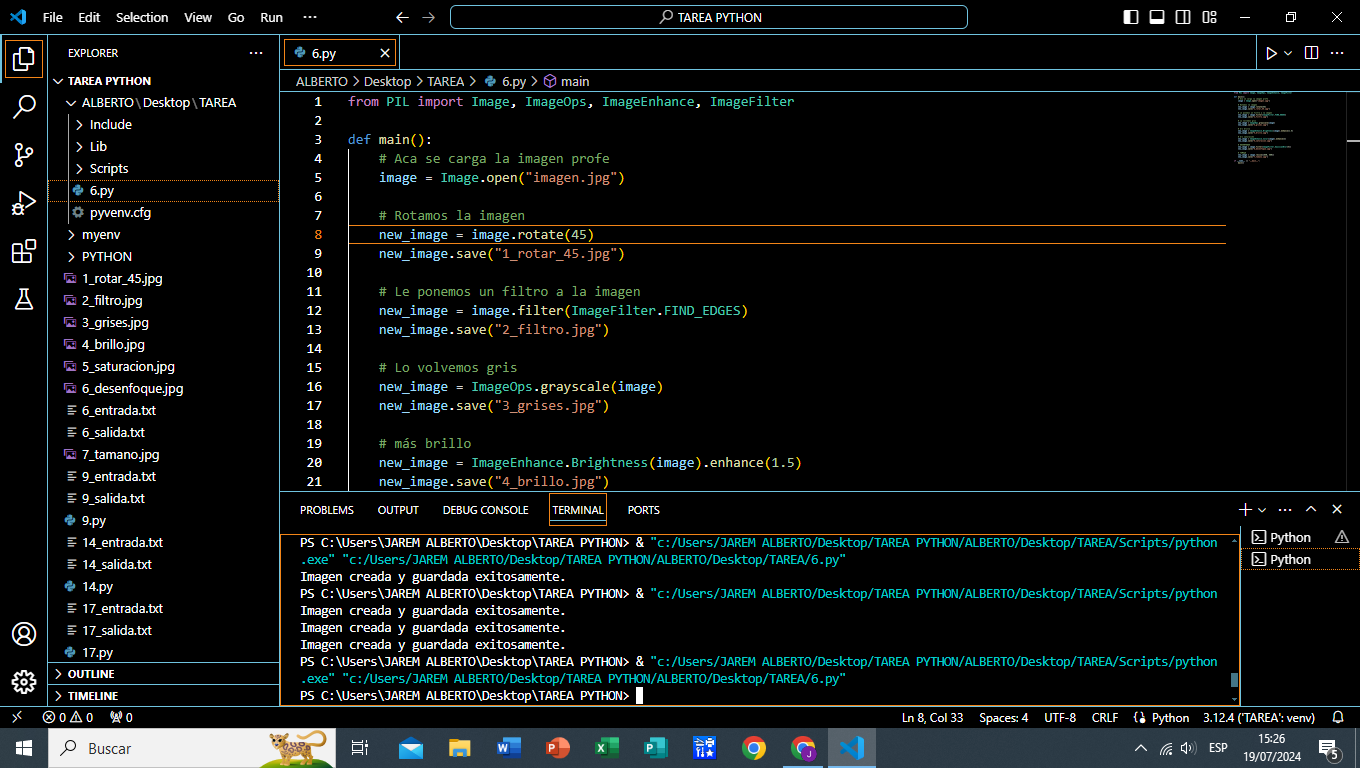 File Edit Selection View Go Run ··· TAREA PYTHON
EXPLORER ···
TAREA PYTHON
ALBERTO\Desktop\TAREA
Include
Lib
Scripts
6.py
pyvenv.cfg
myenv
PYTHON
1_rotar_45.jpg
2_filtro.jpg
3_grises.jpg
4_brillo.jpg
5_saturacion.jpg
6_desenfoque.jpg
6_entrada.txt
6_salida.txt
7_tamano.jpg
9_entrada.txt
9_salida.txt
9.py
14_entrada.txt
14_salida.txt
14.py
17_entrada.txt
17_salida.txt
17.py
OUTLINE
TIMELINE
6.py
ALBERTO > Desktop > TAREA > 6.py > main
1 from PIL import Image, ImageOps, ImageEnhance, ImageFilter
2
3 def main():
4 # Aca se carga la imagen profe
5 image = Image.open("imagen.jpg")
6
7 # Rotamos la imagen
8 new_image = image.rotate(45)
9 new_image.save("1_rotar_45.jpg")
10
11 # Le ponemos un filtro a la imagen
12 new_image = image.filter(ImageFilter.FIND_EDGES)
13 new_image.save("2_filtro.jpg")
14
15 # Lo volvemos gris
16 new_image = ImageOps.grayscale(image)
17 new_image.save("3_grises.jpg")
18
19 # más brillo
20 new_image = ImageEnhance.Brightness(image).enhance(1.5)
21 new_image.save("4_brillo.jpg")
PROBLEMS OUTPUT DEBUG CONSOLE TERMINAL PORTS
PS C:\Users\JAREM ALBERTO\Desktop\TAREA PYTHON> & "c:/Users/JAREM ALBERTO/Desktop/TAREA PYTHON/ALBERTO/Desktop/TAREA/Scripts/python
.exe" "c:/Users/JAREM ALBERTO/Desktop/TAREA PYTHON/ALBERTO/Desktop/TAREA/6.py"
Imagen creada y guardada exitosamente.
PS C:\Users\JAREM ALBERTO\Desktop\TAREA PYTHON> & "c:/Users/JAREM ALBERTO/Desktop/TAREA PYTHON/ALBERTO/Desktop/TAREA/Scripts/python
Imagen creada y guardada exitosamente.
Imagen creada y guardada exitosamente.
Imagen creada y guardada exitosamente.
PS C:\Users\JAREM ALBERTO\Desktop\TAREA PYTHON> & "c:/Users/JAREM ALBERTO/Desktop/TAREA PYTHON/ALBERTO/Desktop/TAREA/Scripts/python
.exe" "c:/Users/JAREM ALBERTO/Desktop/TAREA PYTHON/ALBERTO/Desktop/TAREA/6.py"
PS C:\Users\JAREM ALBERTO\Desktop\TAREA PYTHON>
Python
Python
0 0 0 Ln 8, Col 33 Spaces: 4 UTF-8 CRLF Python 3.12.4 ('TAREA': venv)
Buscar ESP 15:26
19/07/2024 5